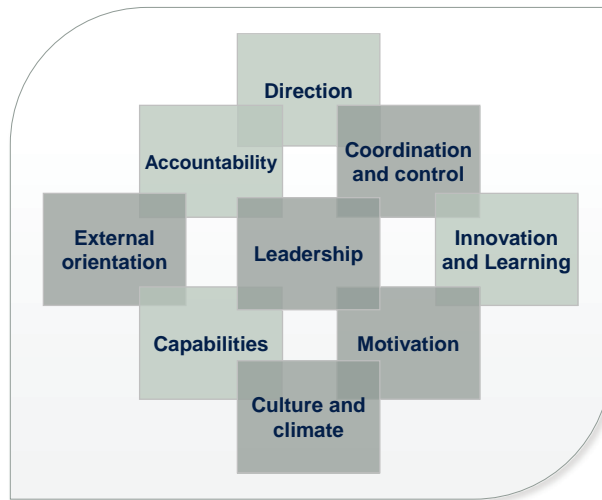 Direction
Accountability
Coordination
and control
External
orientation
Leadership
Innovation
and Learning
Capabilities
Motivation
Culture and
climate